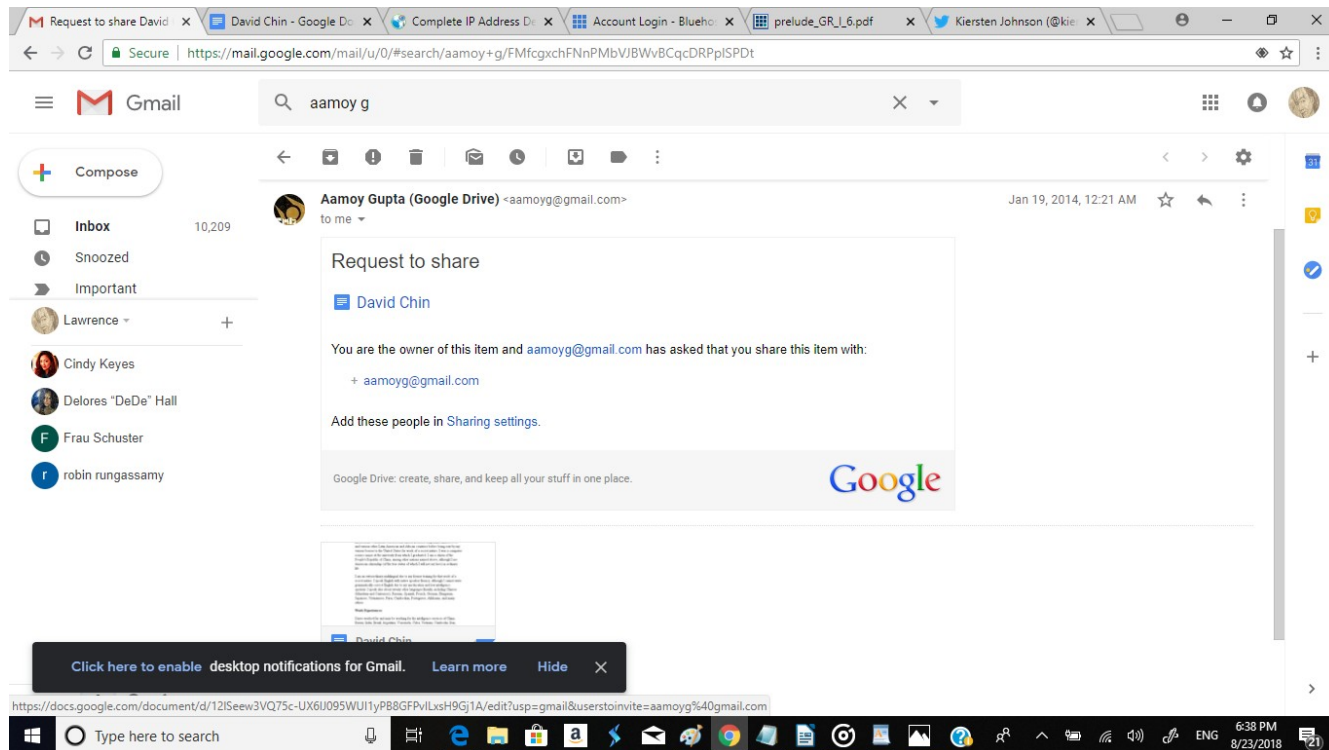 Request to share David
David Chin - Google Do
Complete IP Address De
Account Login - Blueho
prelude_GR_I_6.pdf
Kiersten Johnson (@kie
Secure https://mail.google.com/mail/u/0/#search/aamoy+g/FMfcgxchFNnPMbVJBWvBCqcDRPplSPDt
Gmail
aamoy g
Compose
31
Aamoy Gupta (Google Drive) <aamoyg@gmail.com>
Jan 19, 2014, 12:21 AM
to me
Inbox 10,209
Snoozed
Important
Lawrence
Cindy Keyes
Delores "DeDe" Hall
F Frau Schuster
r robin rungassamy
Request to share
David Chin
You are the owner of this item and aamoyg@gmail.com has asked that you share this item with:
+ aamoyg@gmail.com
Add these people in Sharing settings.
Google Drive: create, share, and keep all your stuff in one place.
Google
Work Experience
David Chin
Click here to enable desktop notifications for Gmail. Learn more Hide
https://docs.google.com/document/d/12ISeew3VQ75c-UX6IJ095WUI1yPB8GFPvILxsH9Gj1A/edit?usp=gmail&userstoinvite=aamoyg%40gmail.com
Type here to search
ENG
6:38 PM
8/23/2018
21